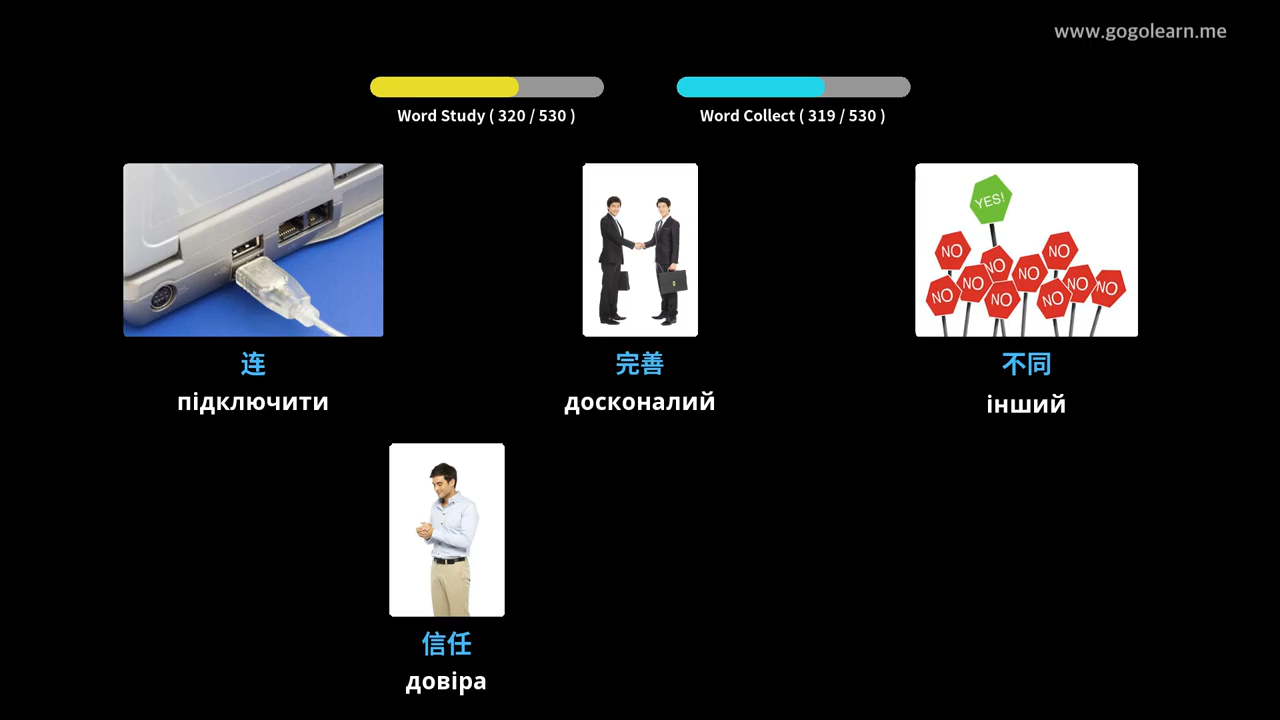 www.gogolearn.me
Word Study ( 320 / 530 )
Word Collect ( 319 / 530 )
YES!
NO
NO
NO
NO
NO
NO
NO
NO
NO
NO
连
підключити
完善
досконалий
不同
інший
信任
довіра